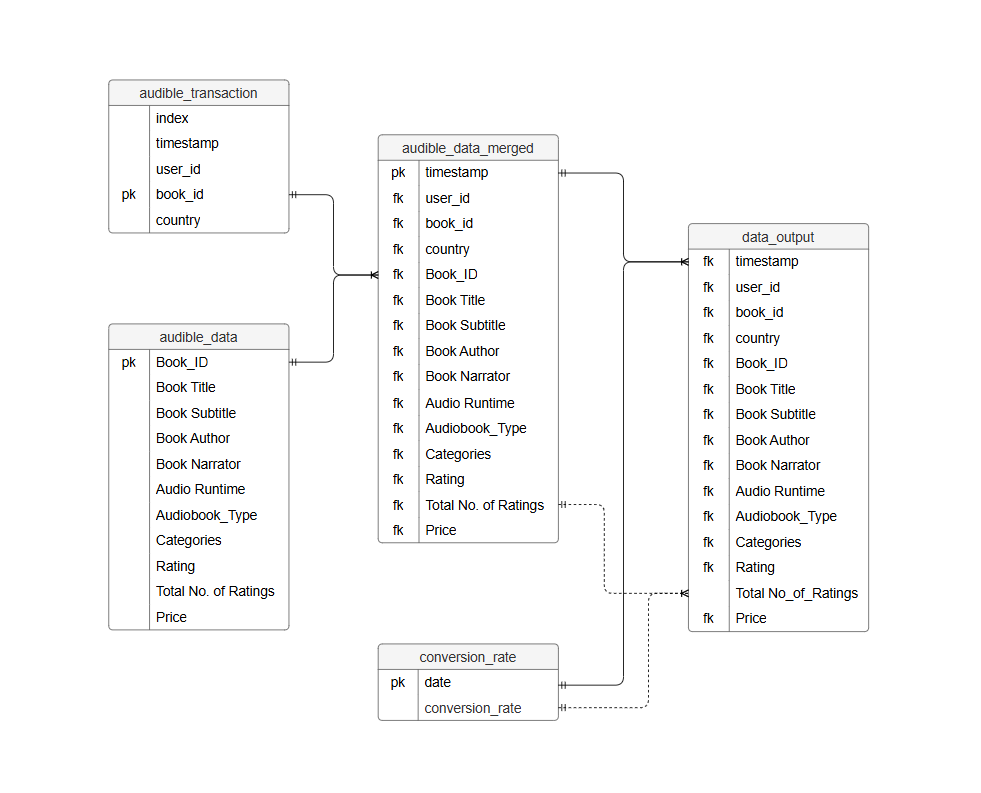 audible_transaction
index
timestamp
user_id
pk book_id
country
audible_data
pk Book_ID
Book Title
Book Subtitle
Book Author
Book Narrator
Audio Runtime
Audiobook_Type
Categories
Rating
Total No. of Ratings
Price
audible_data_merged
pk timestamp
fk user_id
fk book_id
fk country
fk Book_ID
fk Book Title
fk Book Subtitle
fk Book Author
fk Book Narrator
fk Audio Runtime
fk Audiobook_Type
fk Categories
fk Rating
fk Total No. of Ratings
fk Price
conversion_rate
pk date
conversion_rate
data_output
fk timestamp
fk user_id
fk book_id
fk country
fk Book_ID
fk Book Title
fk Book Subtitle
fk Book Author
fk Book Narrator
fk Audio Runtime
fk Audiobook_Type
fk Categories
fk Rating
Total No_of_Ratings
fk Price